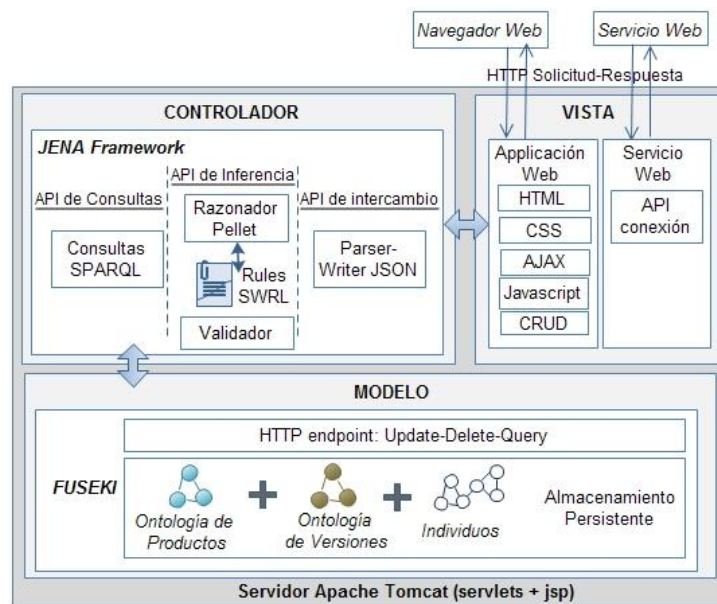 Navegador Web
Servicio Web
HTTP Solicitud-Respuesta
CONTROLADOR
JENA Framework
API de Consultas
API de Inferencia
API de intercambio
Consultas
SPARQL
Razonador
Pellet
Rules
SWRL
Validador
Parser-
Writer JSON
VISTA
Applicación
Web
HTML
CSS
AJAX
Javascript
CRUD
Servicio
Web
API
conexión
MODELO
FUSEKI
HTTP endpoint: Update-Delete-Query
Ontología de
Productos
Ontología
de Versiones
Individuos
Almacenamiento
Persistente
Servidor Apache Tomcat (servlets + jsp)